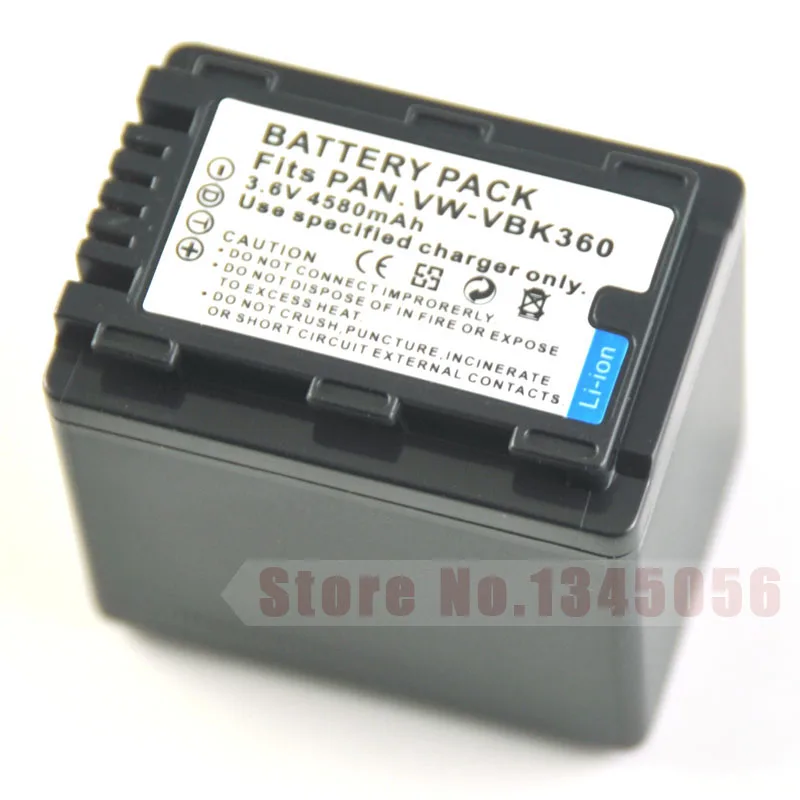 BATTERY PACK
Fits PAN.VW-VBK360
3.6V 4580mAh
Use specified charger only.
CE
• DO NOT CONNECT IMPRORERLY
• DO NOT DISPOSE OF IN FIRE OR EXPOSE
TO EXCESS HEAT.
• DO NOT CRUSH,PUNCTURE,INCINERATE
OR SHORT CIRCUIT EXTERNAL CONTACTS
Li-ion
Store No.1345056